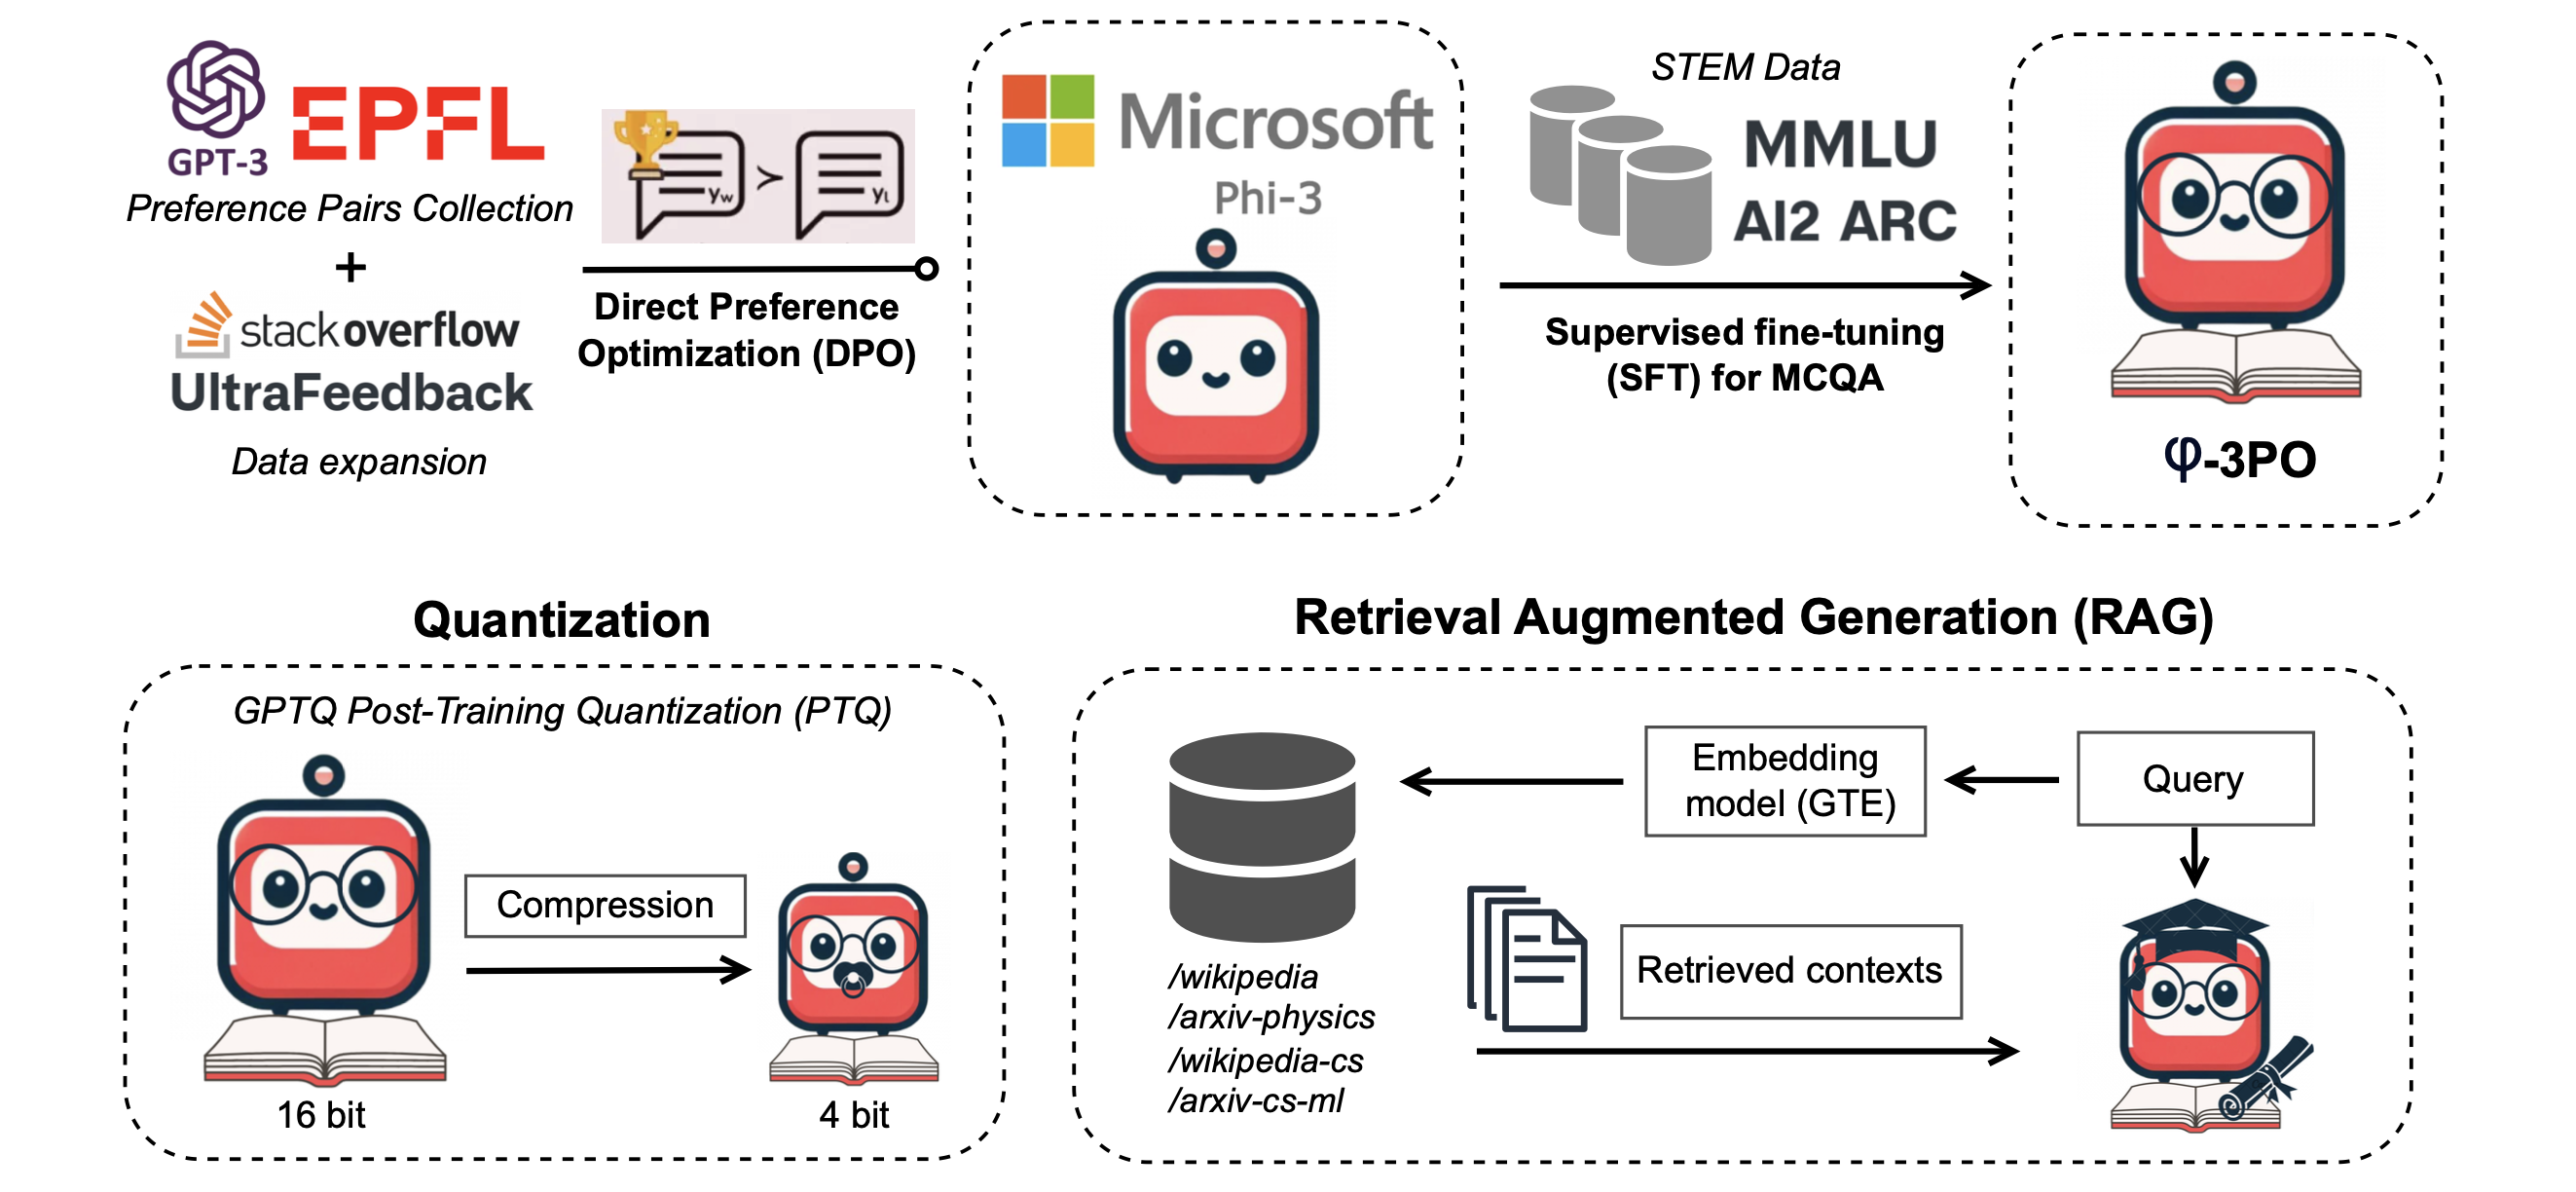 GPT-3
EPFL
Preference Pairs Collection
+
stackoverflow
UltraFeedback
Data expansion
yw > yl
Direct Preference
Optimization (DPO)
Microsoft
Phi-3
STEM Data
MMLU
AI2 ARC
Supervised fine-tuning
(SFT) for MCQA
φ-3PO
Quantization
GPTQ Post-Training Quantization (PTQ)
Compression
16 bit
4 bit
Retrieval Augmented Generation (RAG)
Embedding
model (GTE)
Query
Retrieved contexts
/wikipedia
/arxiv-physics
/wikipedia-cs
/arxiv-cs-ml